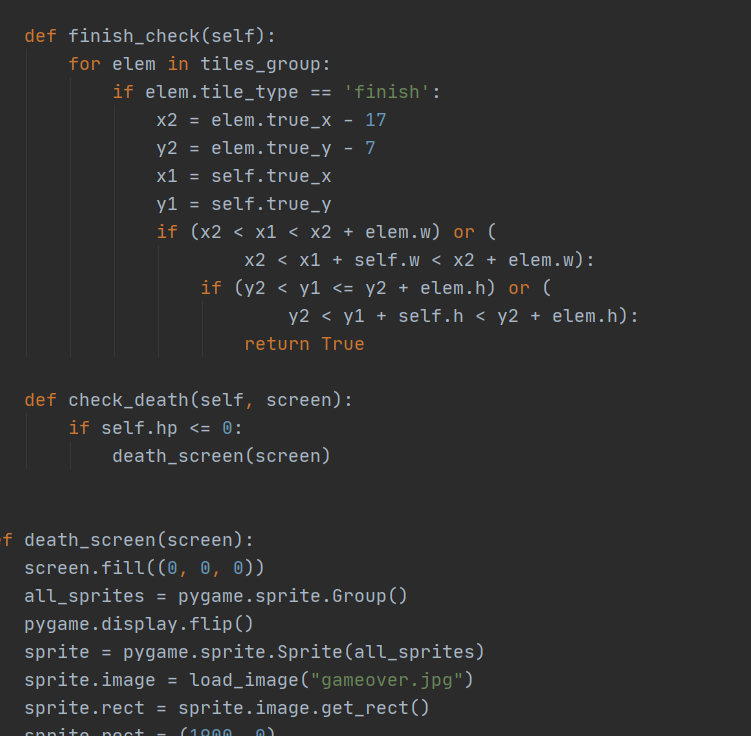 def finish_check(self):
for elem in tiles_group:
if elem.tile_type == 'finish':
x2 = elem.true_x - 17
y2 = elem.true_y - 7
x1 = self.true_x
y1 = self.true_y
if (x2 < x1 < x2 + elem.w) or (
x2 < x1 + self.w < x2 + elem.w):
if (y2 < y1 <= y2 + elem.h) or (
y2 < y1 + self.h < y2 + elem.h):
return True
def check_death(self, screen):
if self.hp <= 0:
death_screen(screen)
ef death_screen(screen):
screen.fill((0, 0, 0))
all_sprites = pygame.sprite.Group()
pygame.display.flip()
sprite = pygame.sprite.Sprite(all_sprites)
sprite.image = load_image("gameover.jpg")
sprite.rect = sprite.image.get_rect()
sprite.rect = (1900, 0)